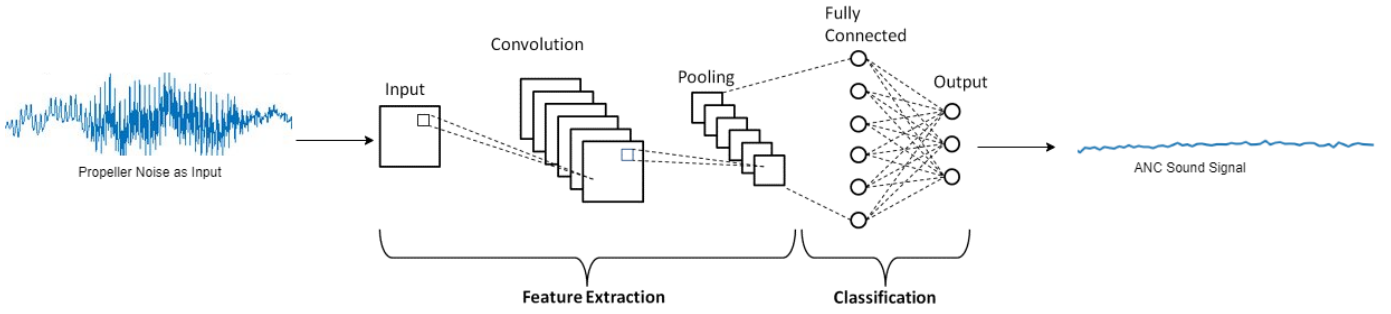 Propeller Noise as Input
Input
Convolution
Pooling
Fully
Connected
Output
ANC Sound Signal
Feature Extraction
Classification